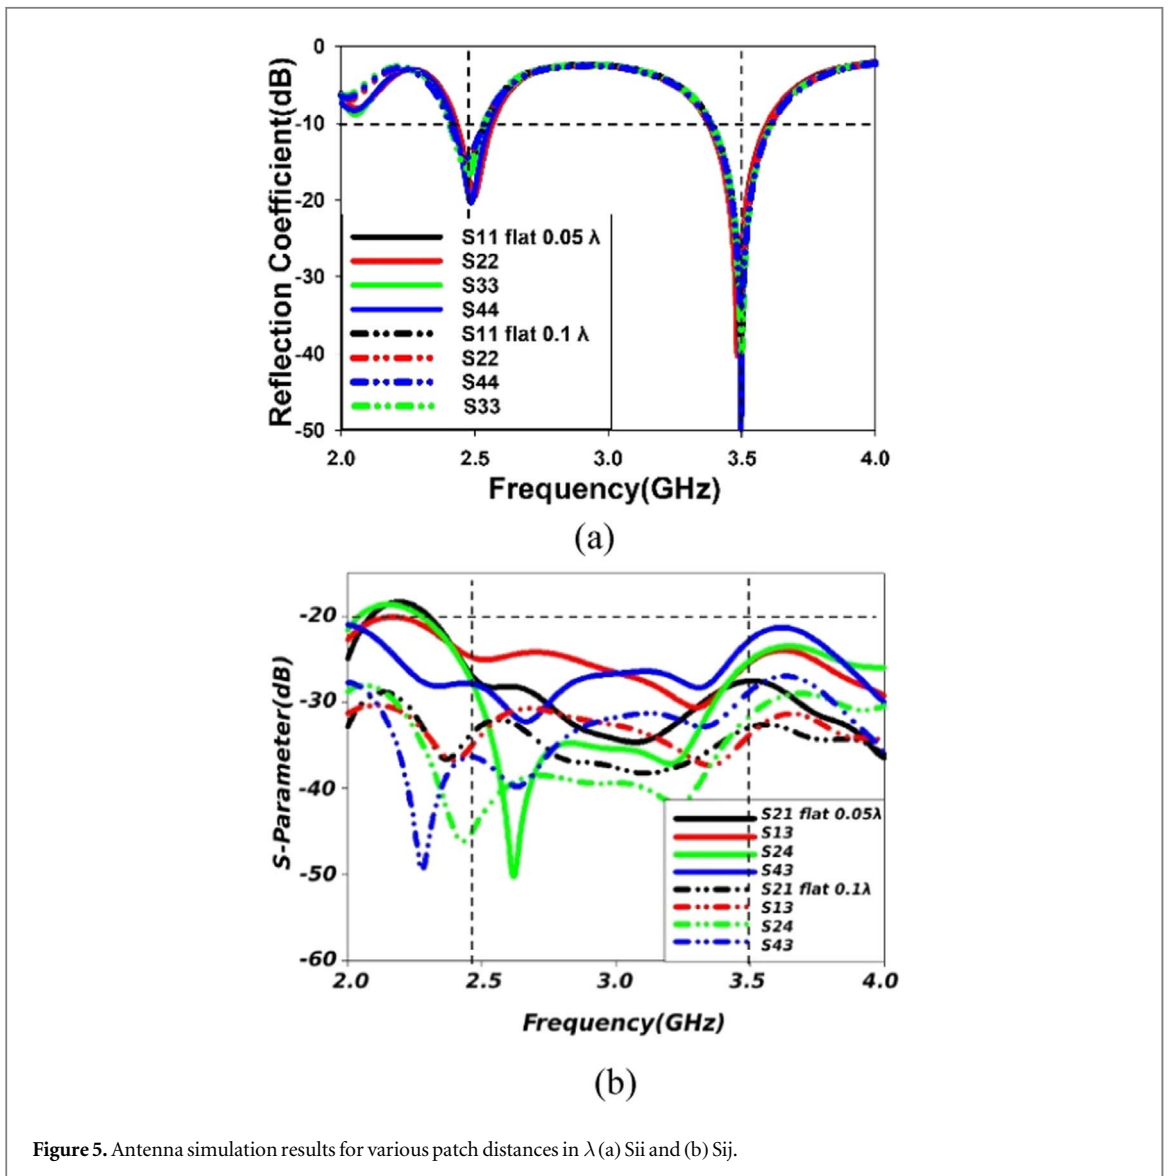 0
-10
-20
-30
-40
-50
Reflection Coefficient(dB)
S11 flat 0.05 λ
S22
S33
S44
S11 flat 0.1 λ
S22
S44
S33
2.0 2.5 3.0 3.5 4.0
Frequency(GHz)
(a)
-20
-30
-40
-50
-60
S-Parameter(dB)
S21 flat 0.05λ
S13
S24
S43
S21 flat 0.1λ
S13
S24
S43
2.0 2.5 3.0 3.5 4.0
Frequency(GHz)
(b)
Figure 5. Antenna simulation results for various patch distances in λ (a) Sii and (b) Sij.